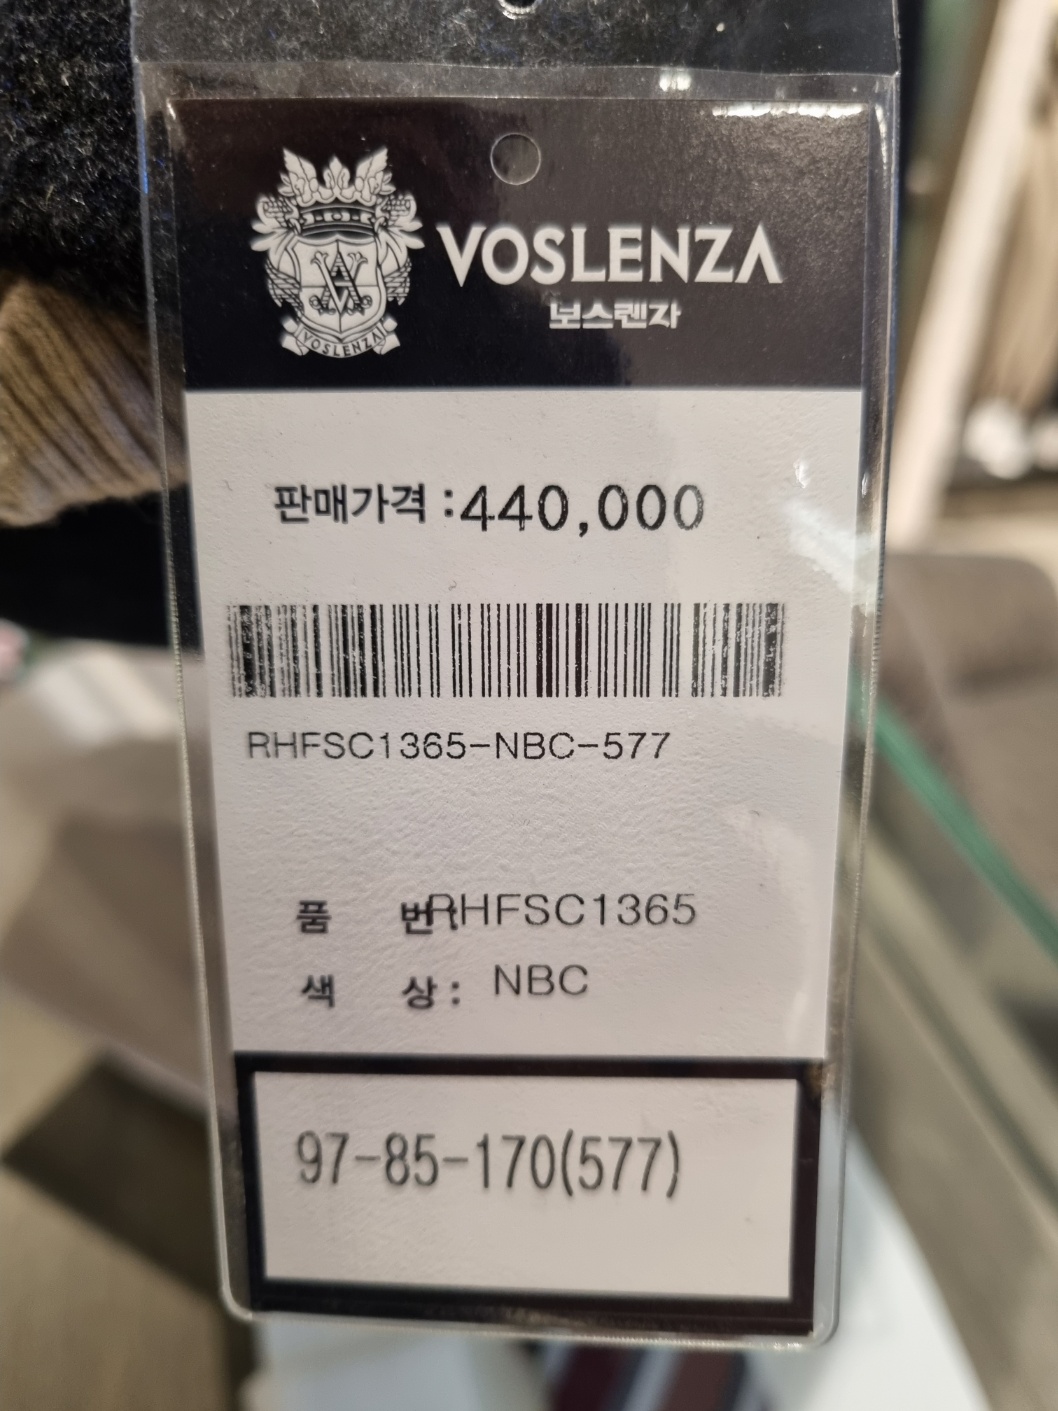 VOSLENZA
보스렌자
VOSLENZA
판매가격 :440,000
RHFSC1365-NBC-577
품 번:RHFSC1365
색 상: NBC
97-85-170(577)